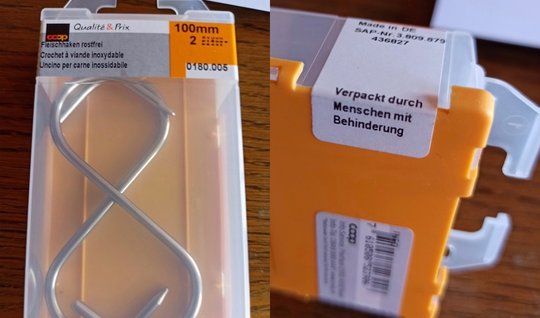 coop
Qualité & Prix
Fleischhaken rostfrei
Crochet à viande inoxydable
Uncino per carne inossidabile
100mm
2
0180.005
Made in DE
SAP-Nr. 3.809.879
436827
Verpackt durch
Menschen mit
Behinderung
coop